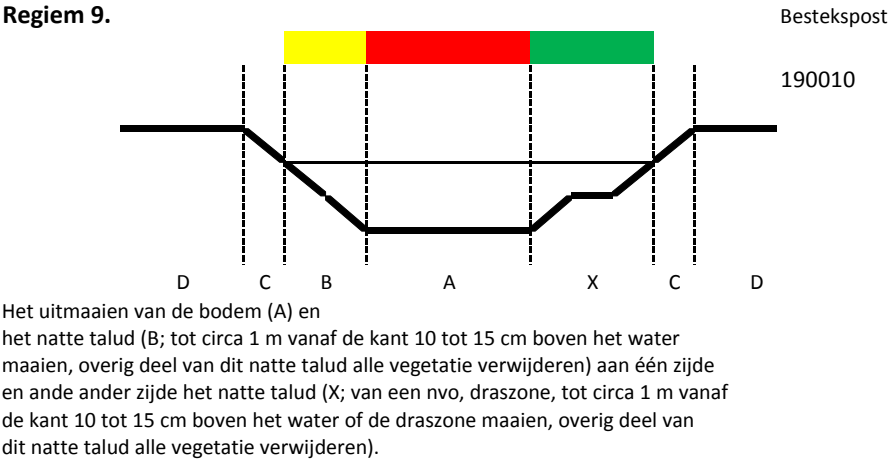 Regiem 9.
Bestekspost
190010
D C B A X C D
Het uitmaaien van de bodem (A) en
het natte talud (B; tot circa 1 m vanaf de kant 10 tot 15 cm boven het water
maaien, overig deel van dit natte talud alle vegetatie verwijderen) aan één zijde
en ande ander zijde het natte talud (X; van een nvo, draszone, tot circa 1 m vanaf
de kant 10 tot 15 cm boven het water of de draszone maaien, overig deel van
dit natte talud alle vegetatie verwijderen).